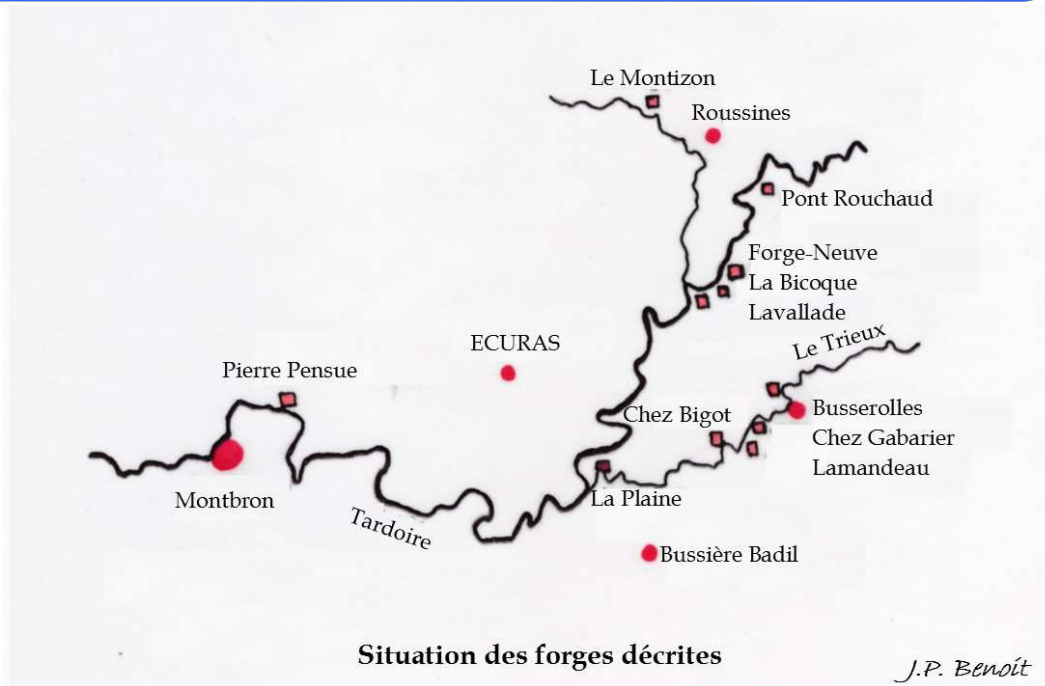 Le Montizon
Roussines
Pont Rouchaud
Forge-Neuve
La Bicoque
Lavallade
Le Trieux
ECURAS
Pierre Pensue
Chez Bigot
Busserolles
Chez Gabarier
Lamandeau
Montbron
La Plaine
Tardoire
Bussière Badil
Situation des forges décrites
J.P. Benoît